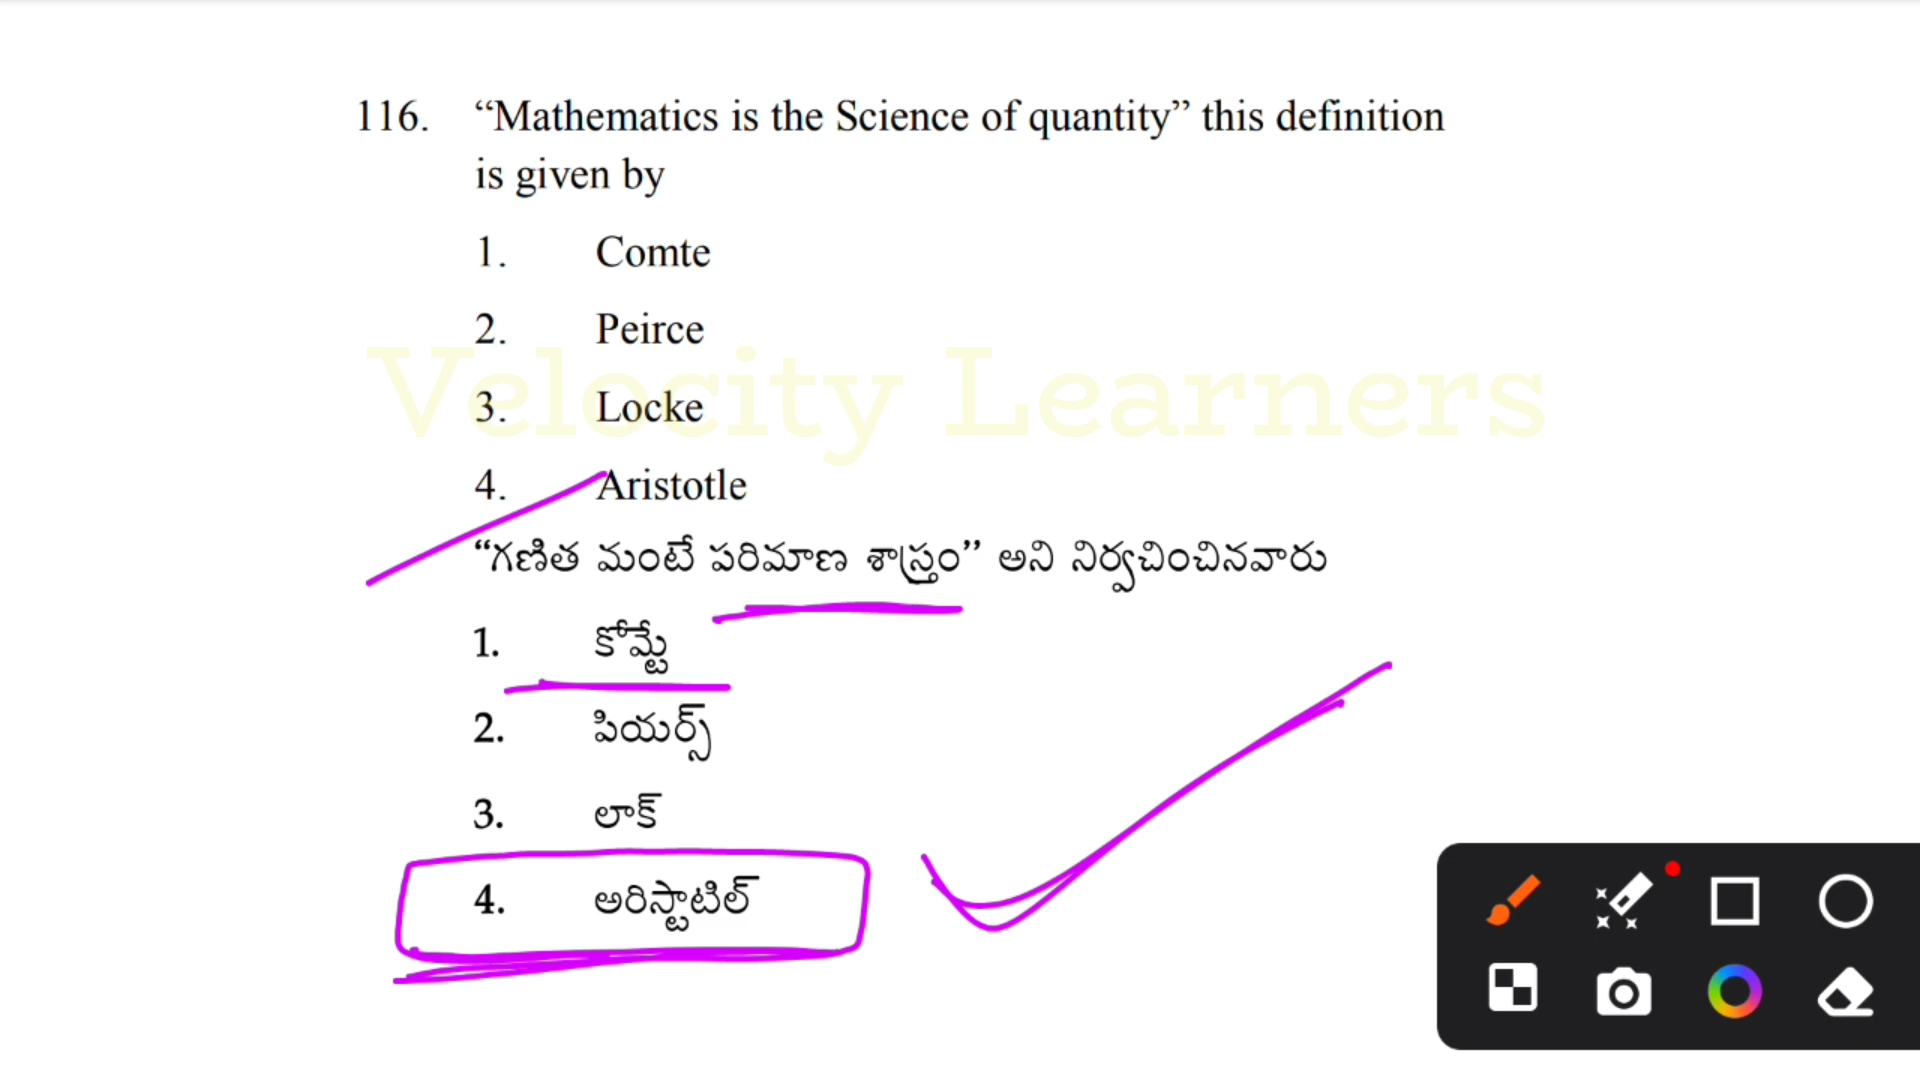 116. “Mathematics is the Science of quantity” this definition
is given by
1. Comte
2. Peirce
Velocity Learners
3. Locke
4. Aristotle
“గణిత మంటే పరిమాణ శాస్త్రం” అని నిర్వచించినవారు
1. కోమ్టే
2. పియర్స్
3. లాక్
4. అరిస్టాటిల్